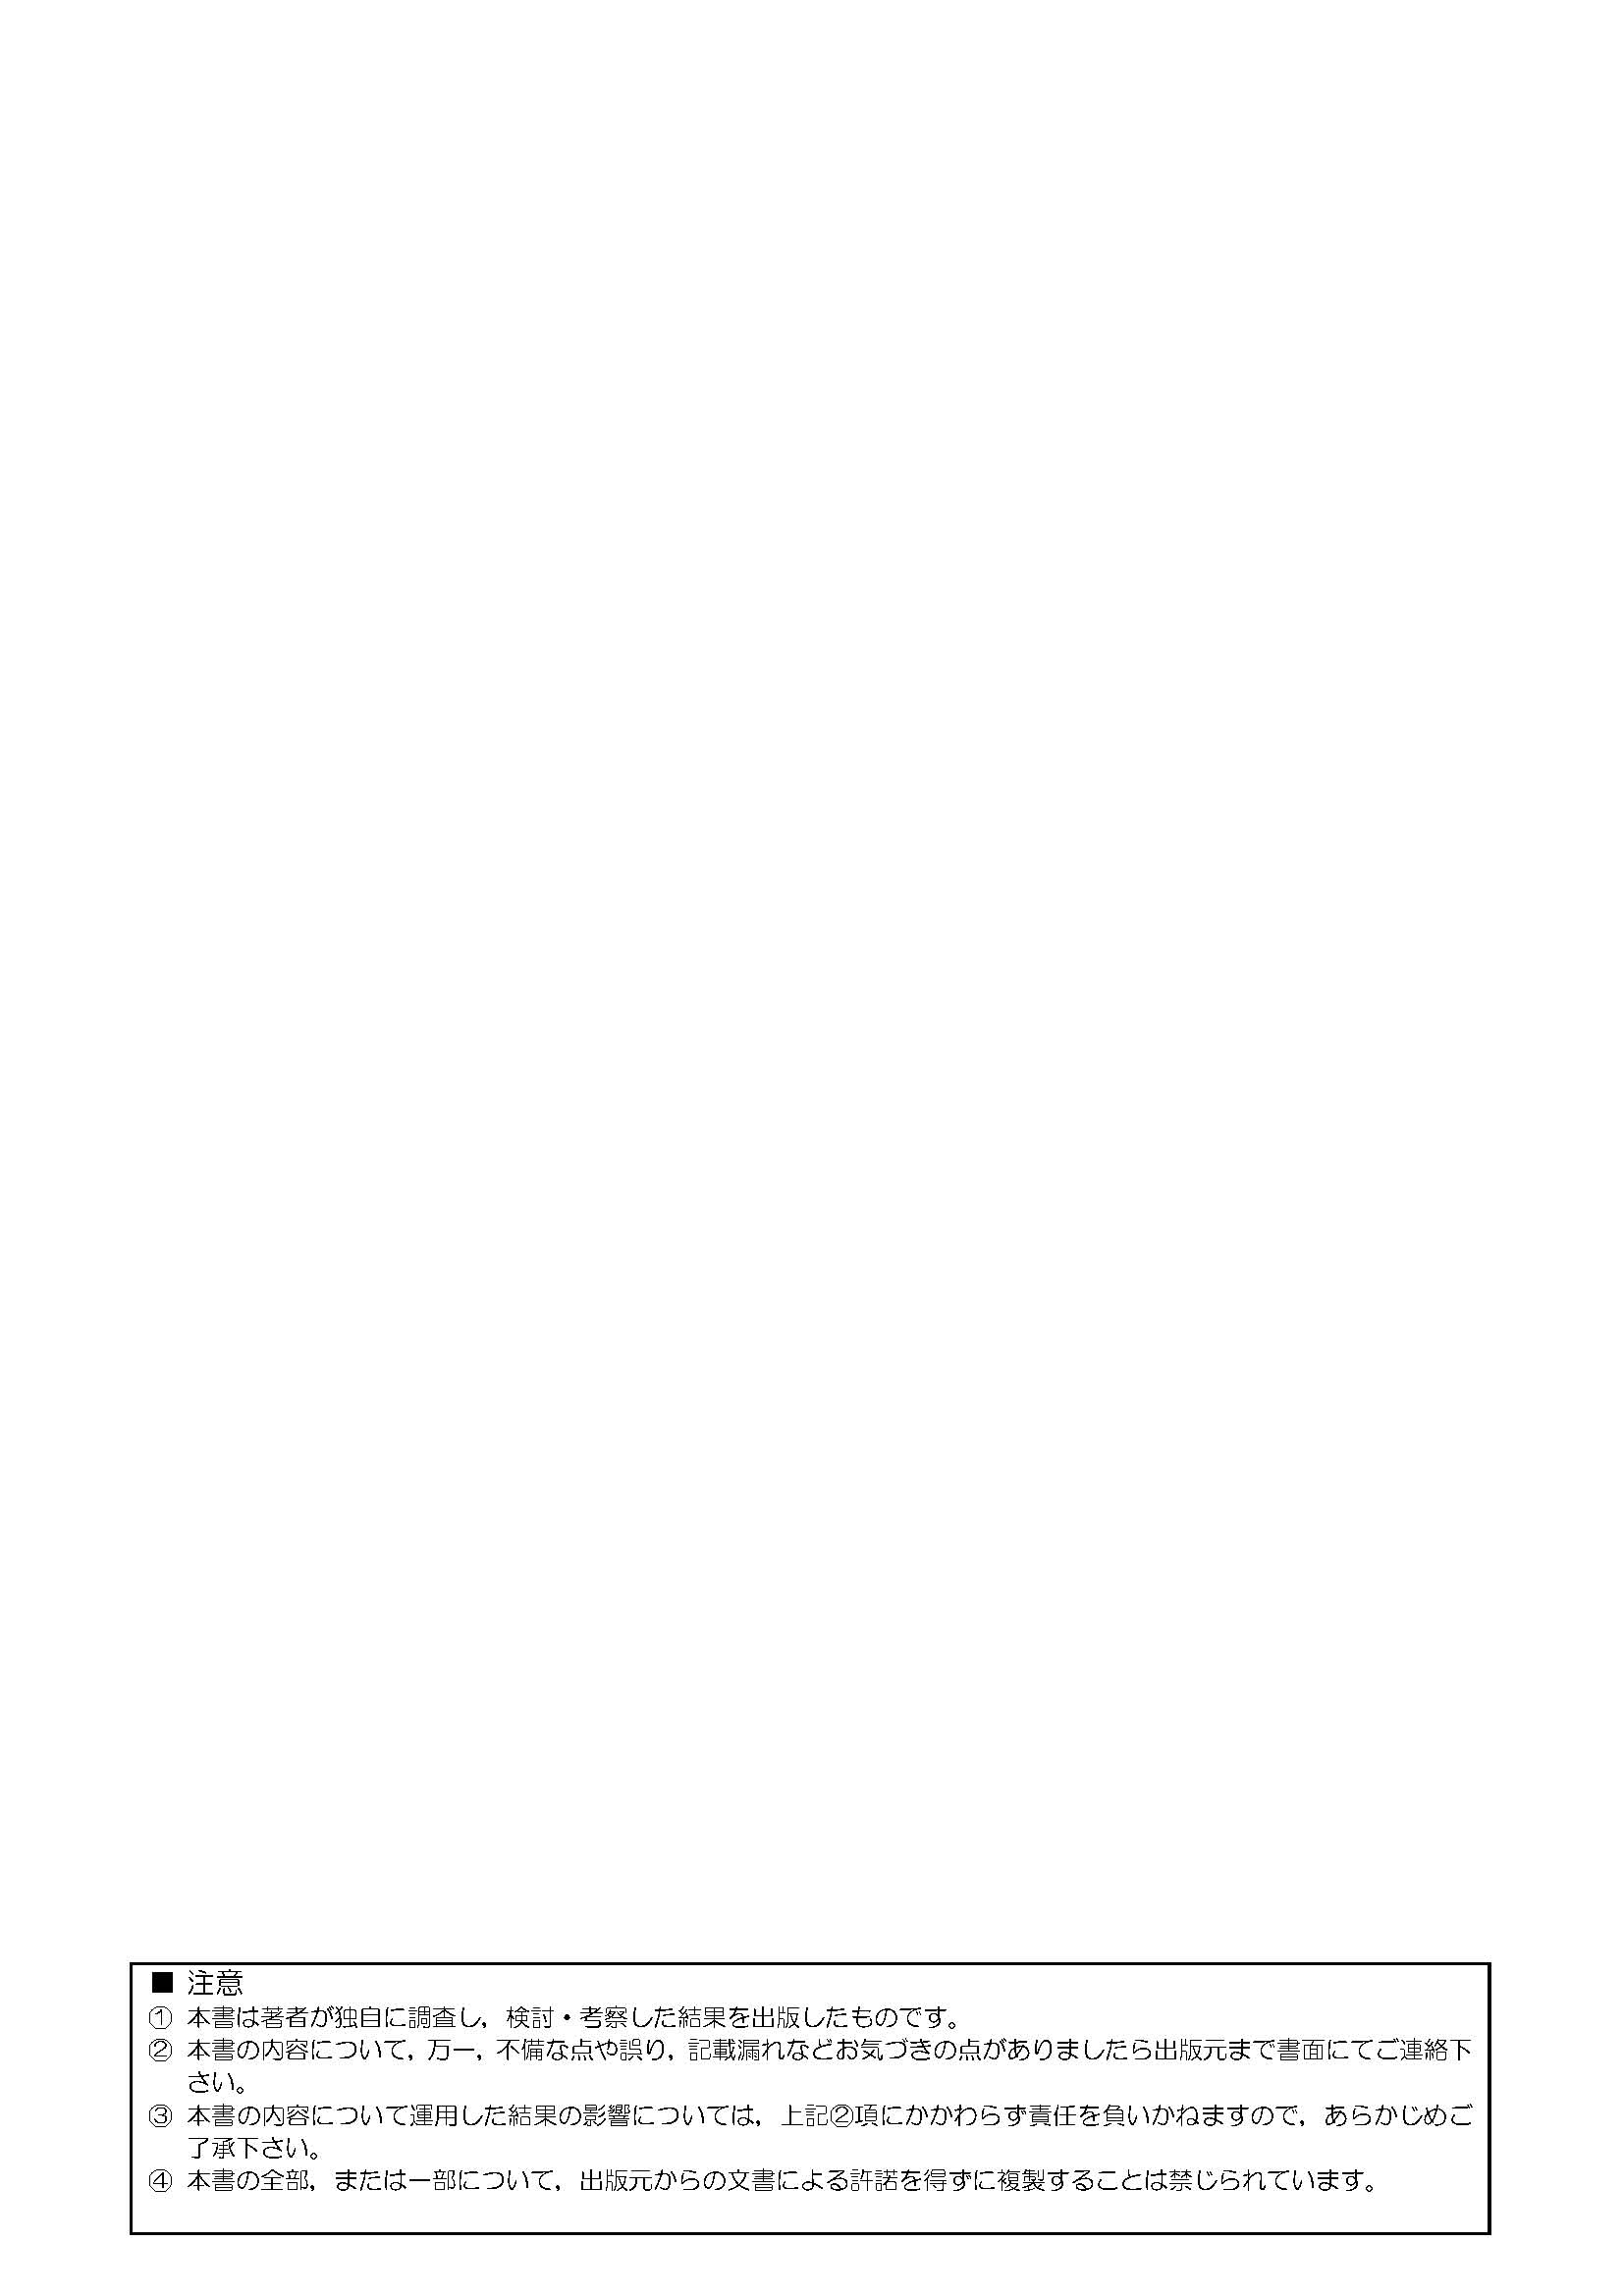 ■ 注意
① 本書は著者が独自に調査し，検討・考察した結果を出版したものです。
② 本書の内容について，万一，不備な点や誤り，記載漏れなどお気づきの点がありましたら出版元まで書面にてご連絡下
さい。
③ 本書の内容について運用した結果の影響については，上記②項にかかわらず責任を負いかねますので，あらかじめご
了承下さい。
④ 本書の全部，または一部について，出版元からの文書による許諾を得ずに複製することは禁じられています。